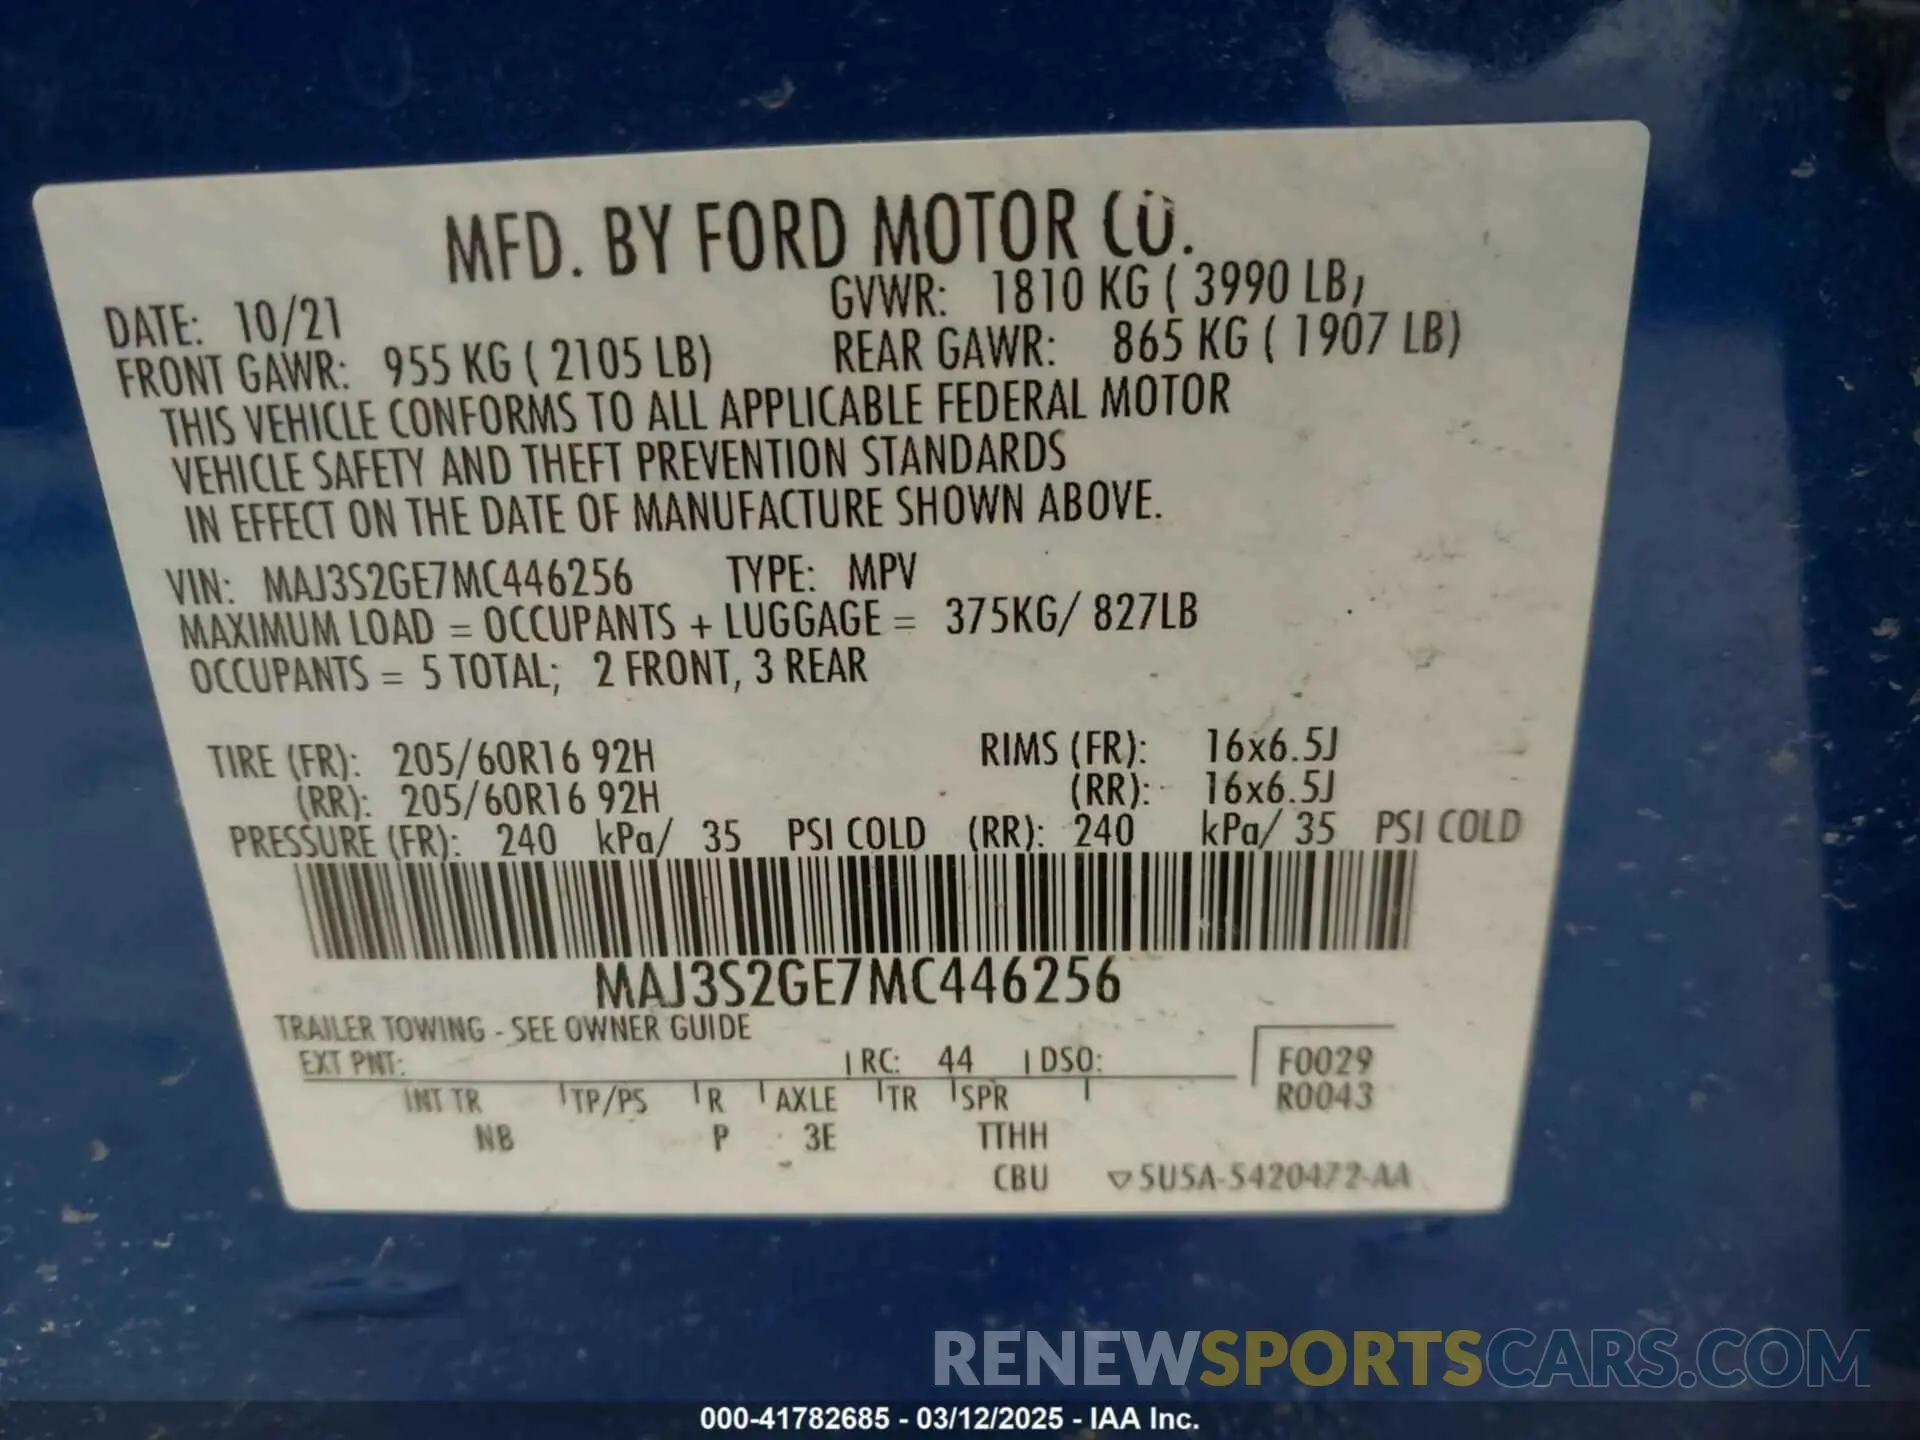 MFD. BY FORD MOTOR CO.
DATE: 10/21 GVWR: 1810 KG ( 3990 LB)
FRONT GAWR: 955 KG ( 2105 LB) REAR GAWR: 865 KG ( 1907 LB)
THIS VEHICLE CONFORMS TO ALL APPLICABLE FEDERAL MOTOR
VEHICLE SAFETY AND THEFT PREVENTION STANDARDS
IN EFFECT ON THE DATE OF MANUFACTURE SHOWN ABOVE.
VIN: MAJ3S2GE7MC446256 TYPE: MPV
MAXIMUM LOAD = OCCUPANTS + LUGGAGE = 375KG/ 827LB
OCCUPANTS = 5 TOTAL; 2 FRONT, 3 REAR
TIRE (FR): 205/60R16 92H RIMS (FR): 16x6.5J
(RR): 205/60R16 92H (RR): 16x6.5J
PRESSURE (FR): 240 kPa/ 35 PSI COLD (RR): 240 kPa/ 35 PSI COLD
MAJ3S2GE7MC446256
TRAILER TOWING - SEE OWNER GUIDE
EXT PNT: RC: 44 DSO: F0029
INT TR TP/PS R AXLE TR SPR R0043
NB P 3E TTHH
CBU ▽5U5A-5420472-AA
RENEWSPORTSCARS.COM
000-41782685 - 03/12/2025 - IAA Inc.